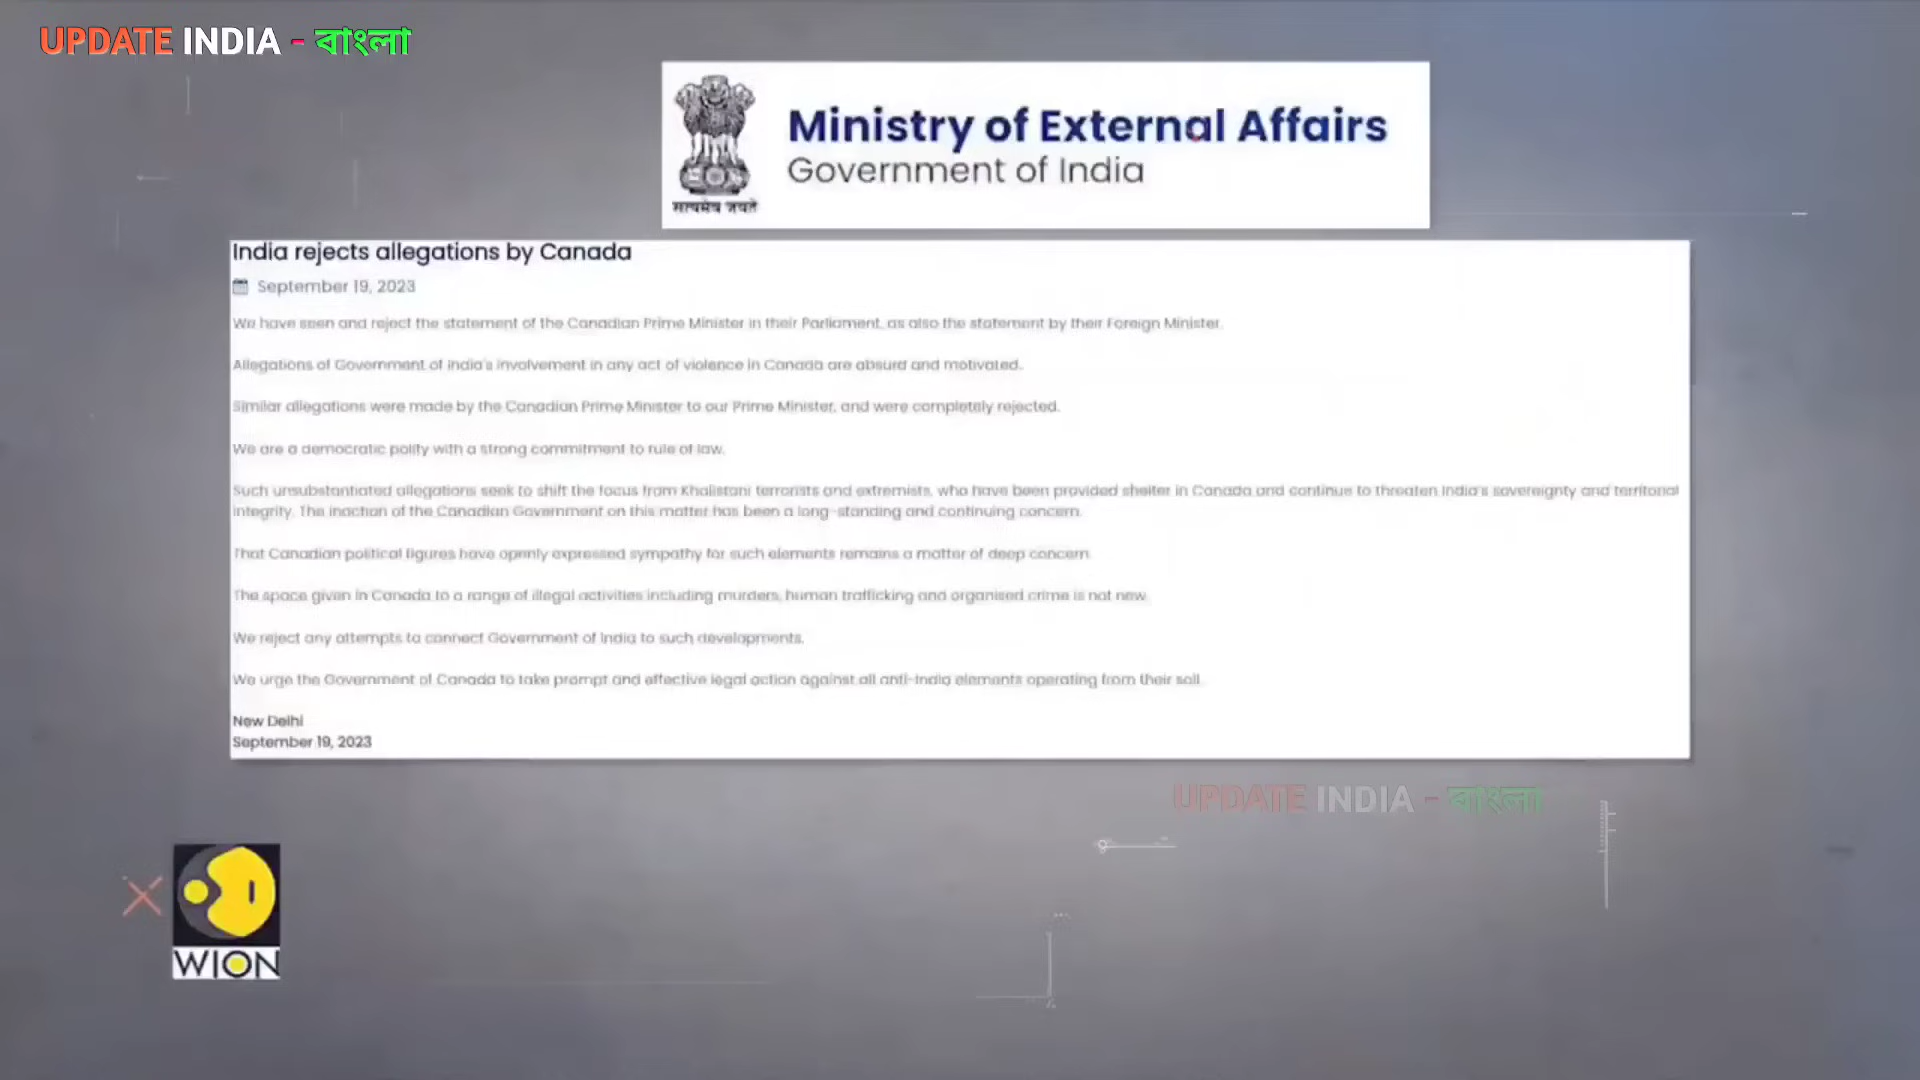 UPDATE INDIA - বাংলা
Ministry of External Affairs
Government of India
सत्यमेव जयते
India rejects allegations by Canada
September 19, 2023
We have seen and reject the statement of the Canadian Prime Minister in their Parliament, as also the statement by their Foreign Minister.
Allegations of Government of India's involvement in any act of violence in Canada are absurd and motivated.
Similar allegations were made by the Canadian Prime Minister to our Prime Minister, and were completely rejected.
We are a democratic polity with a strong commitment to rule of law.
Such unsubstantiated allegations seek to shift the focus from Khalistani terrorists and extremists, who have been provided shelter in Canada and continue to threaten India's sovereignty and territorial
integrity. The inaction of the Canadian Government on this matter has been a long-standing and continuing concern.
That Canadian political figures have openly expressed sympathy for such elements remains a matter of deep concern.
The space given in Canada to a range of illegal activities including murders, human trafficking and organised crime is not new.
We reject any attempts to connect Government of India to such developments.
We urge the Government of Canada to take prompt and effective legal action against all anti-India elements operating from their soil.
New Delhi
September 19, 2023
UPDATE INDIA - বাংলা
WION